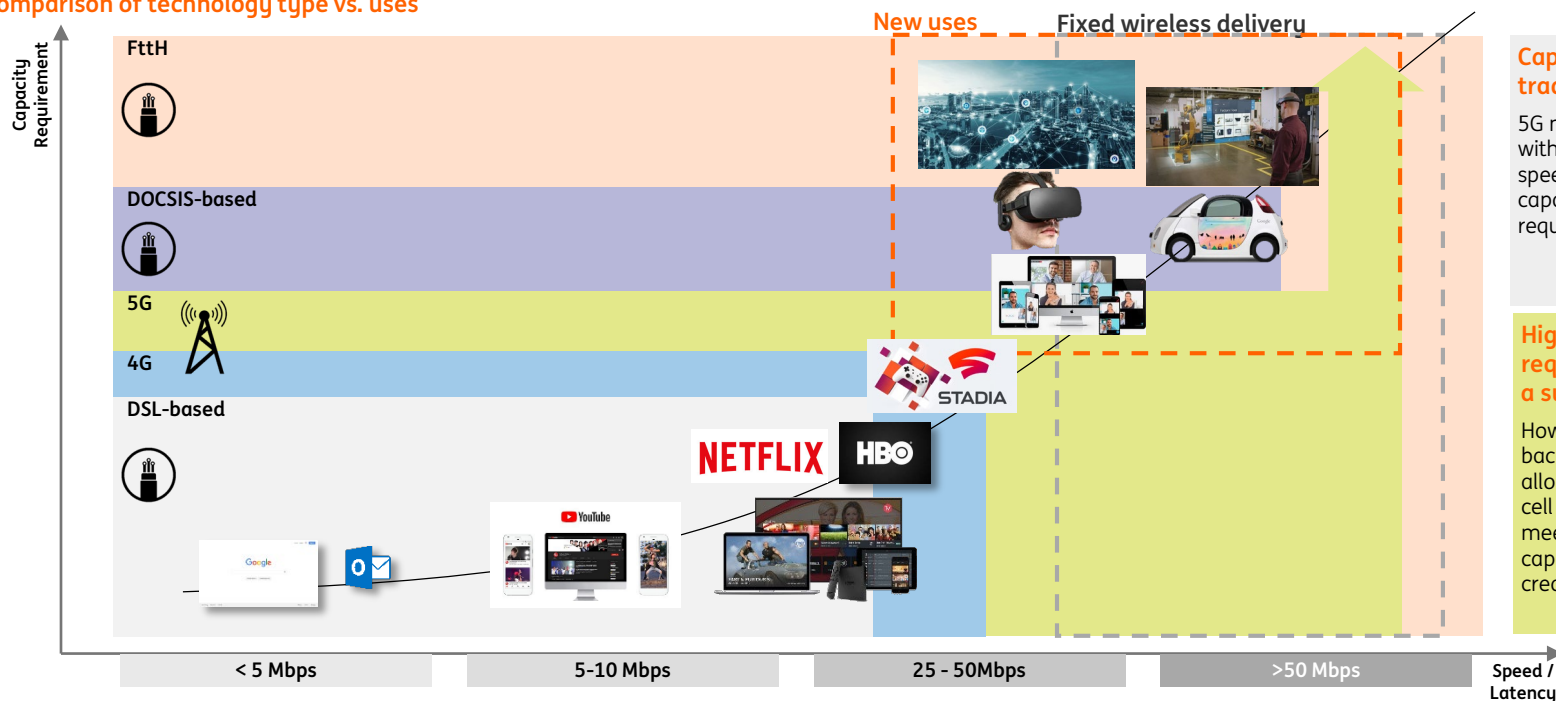 omparison of technology type vs. uses
New uses
Fixed wireless delivery
Capacity
Requirement
FttH
DOCSIS-based
5G
4G
DSL-based
STADIA
NETFLIX
HBO
YouTube
Google
Google
< 5 Mbps
5-10 Mbps
25 - 50Mbps
>50 Mbps
Speed /
Latency
Cap
trac
5G r
with
spee
capa
requ
Hig
req
a su
How
bac
allo
cell
mee
cap
crea